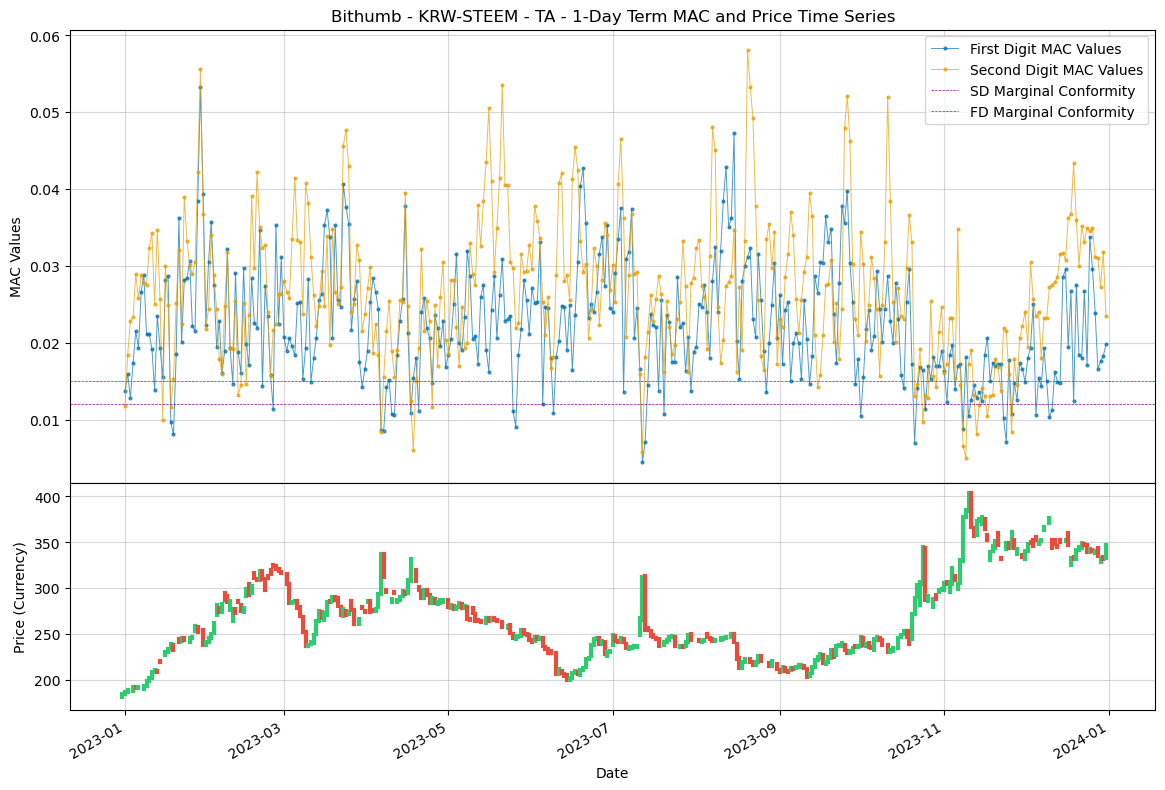 Bithumb - KRW-STEEM - TA - 1-Day Term MAC and Price Time Series
First Digit MAC Values
Second Digit MAC Values
SD Marginal Conformity
FD Marginal Conformity
MAC Values
0.06
0.05
0.04
0.03
0.02
0.01
Price (Currency)
400
350
300
250
200
2023-01
2023-03
2023-05
2023-07
2023-09
2023-11
2024-01
Date